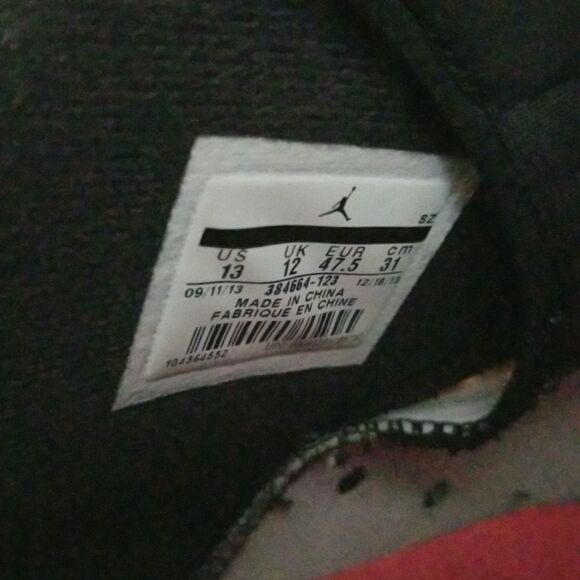 SZ
US UK EUR cm
13 12 47.5 31
09/11/13 384664-123 12/18/13
MADE IN CHINA
FABRIQUE EN CHINE
104364552